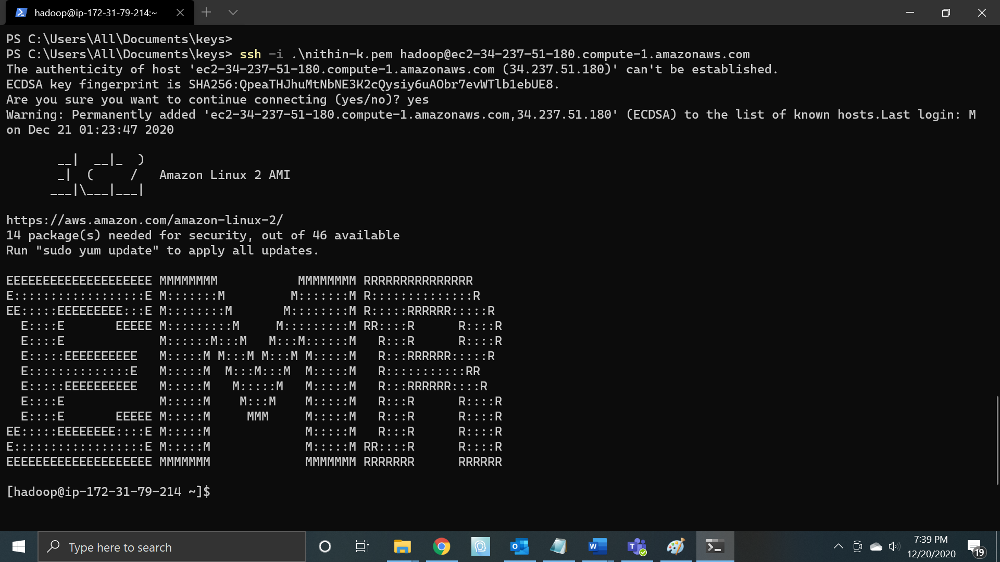 hadoop@ip-172-31-79-214:~
PS C:\Users\All\Documents\keys>
PS C:\Users\All\Documents\keys> ssh -i .\nithin-k.pem hadoop@ec2-34-237-51-180.compute-1.amazonaws.com
The authenticity of host 'ec2-34-237-51-180.compute-1.amazonaws.com (34.237.51.180)' can't be established.
ECDSA key fingerprint is SHA256:QpeaTHJhuMtNbNE3K2cQysiy6uAObr7evWTlb1ebUE8.
Are you sure you want to continue connecting (yes/no)? yes
Warning: Permanently added 'ec2-34-237-51-180.compute-1.amazonaws.com,34.237.51.180' (ECDSA) to the list of known hosts.Last login: M
on Dec 21 01:23:47 2020
       __|  __|_  )
       _|  (     /   Amazon Linux 2 AMI
      ___|\___|___|
https://aws.amazon.com/amazon-linux-2/
14 package(s) needed for security, out of 46 available
Run "sudo yum update" to apply all updates.
EEEEEEEEEEEEEEEEEEEE MMMMMMMM           MMMMMMMM RRRRRRRRRRRRRRR
E::::::::::::::::::E M:::::::M         M:::::::M R::::::::::::::R
EE:::::EEEEEEEEE:::E M::::::::M       M::::::::M R:::::RRRRRR:::::R
  E::::E       EEEEE M:::::::::M     M:::::::::M RR::::R      R::::R
  E::::E             M::::::M:::M   M:::M::::::M   R:::R      R::::R
  E:::::EEEEEEEEEE   M:::::M M:::M M:::M M:::::M   R:::RRRRRR:::::R
  E::::::::::::::E   M:::::M  M:::M:::M  M:::::M   R:::::::::::RR
  E:::::EEEEEEEEEE   M:::::M   M:::::M   M:::::M   R:::RRRRRR::::R
  E::::E             M:::::M    M:::M    M:::::M   R:::R      R::::R
  E::::E       EEEEE M:::::M     MMM     M:::::M   R:::R      R::::R
EE:::::EEEEEEEE::::E M:::::M             M:::::M   R:::R      R::::R
E::::::::::::::::::E M:::::M             M:::::M RR::::R      R::::R
EEEEEEEEEEEEEEEEEEEE MMMMMMM             MMMMMMM RRRRRRR      RRRRRR
[hadoop@ip-172-31-79-214 ~]$
Type here to search
7:39 PM
12/20/2020
19